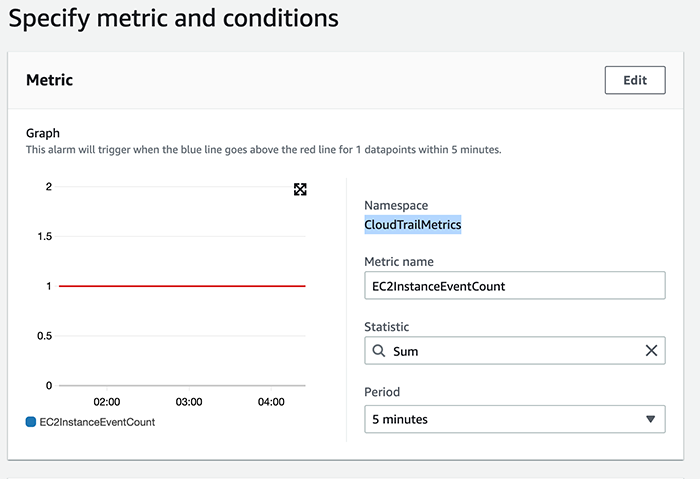 Specify metric and conditions
Metric
Edit
Graph
This alarm will trigger when the blue line goes above the red line for 1 datapoints within 5 minutes.
2
1.5
1
0.5
0
02:00
03:00
04:00
EC2InstanceEventCount
Namespace
CloudTrailMetrics
Metric name
EC2InstanceEventCount
Statistic
Sum
Period
5 minutes